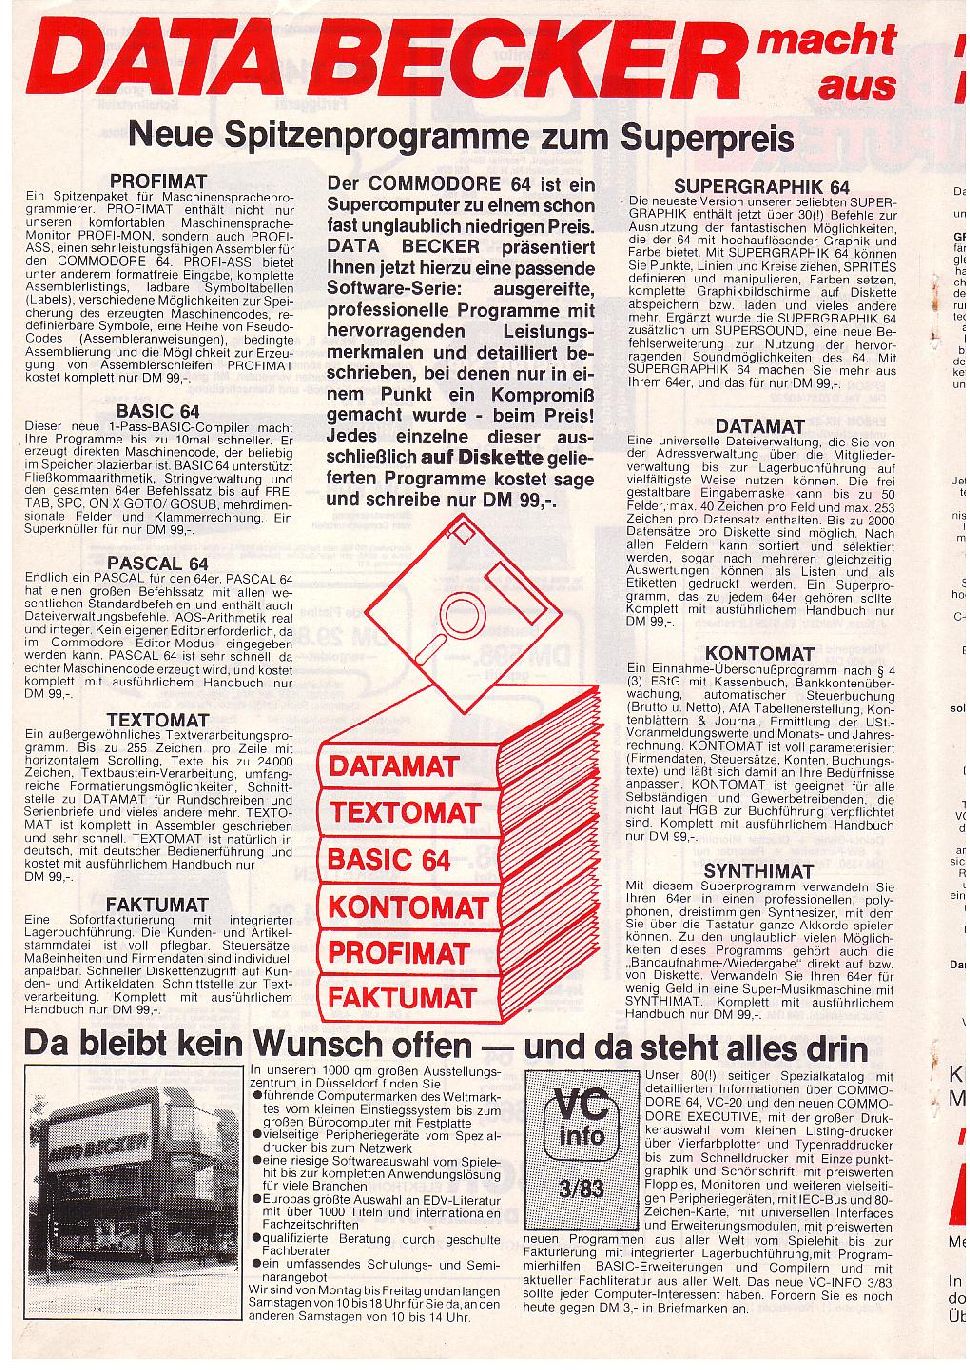 DATA BECKER macht
aus
Neue Spitzenprogramme zum Superpreis
PROFIMAT
Ein Spitzenpaket für Maschinensprachepro-
grammierer. PROFIMAT enthält nicht nur
unseren komfortablen Maschinensprache-
Monitor PROFI-MON, sondern auch PROFI-
ASS, einen sehr leistungsfähigen Assembler für
den COMMODORE 64. PROFI-ASS bietet
unter anderem formatfreie Eingabe, komplette
Assemblerlistings, ladbare Symboltabellen
(Labels), verschiedene Möglichkeiten zur Spei-
cherung des erzeugten Maschinencodes, re-
definierbare Symbole, eine Reihe von Pseudo-
Codes (Assembleranweisungen), bedingte
Assemblierung und die Möglichkeit zur Erzeu-
gung von Assemblerschleifen PROFIMAT
kostet komplett nur DM 99,-.
BASIC 64
Dieser neue 1-Pass-BASIC-Compiler macht
Ihre Programme bis zu 10mal schneller. Er
erzeugt direkten Maschinencode, der beliebig
im Speicher plazierbar ist. BASIC 64 unterstützt
Fließkommaarithmetik, Stringverwaltung und
den gesamten 64er Befehlssatz bis auf FRE
TAB, SPC, ON X GOTO/ GOSUB, mehrdimen-
sionale Felder und Klammerrechnung. Ein
Superknüller für nur DM 99,-.
PASCAL 64
Endlich ein PASCAL für den 64er. PASCAL 64
hat einen großen Befehlssatz mit allen we-
sentlichen Standardbefehlen und enthält auch
Dateiverwaltungsbefehle. AOS-Arithmetik real
und integer. Kein eigener Editor erforderlich, da
im Commodore Editor-Modus eingegeben
werden kann. PASCAL 64 ist sehr schnell da
echter Maschinencode erzeugt wird, und kostet
komplett mit ausführlichem Handbuch nur
DM 99,-.
TEXTOMAT
Ein außergewöhnliches Textverarbeitungspro-
gramm. Bis zu 255 Zeichen pro Zeile mit
horizontalem Scrolling, Texte bis zu 24000
Zeichen, Textbaustein-Verarbeitung, umfang-
reiche Formatierungsmöglichkeiten, Schnitt-
stelle zu DATAMAT für Rundschreiben und
Serienbriefe und vieles andere mehr. TEXTO-
MAT ist komplett in Assembler geschrieben
und sehr schnell. TEXTOMAT ist natürlich in
deutsch, mit deutscher Bedienerführung und
kostet mit ausführlichem Handbuch nur
DM 99,-.
FAKTUMAT
Eine Sofortfakturierung mit integrierter
Lagerbuchführung. Die Kunden- und Artikel-
stammdatei ist voll pflegbar. Steuersätze,
Maßeinheiten und Firmendaten sind individuell
anpaßbar. Schneller Diskettenzugriff auf Kun-
den- und Artikeldaten. Schnittstelle zur Text-
verarbeitung. Komplett mit ausführlichem
Handbuch nur DM 99,-.
Der COMMODORE 64 ist ein
Supercomputer zu einem schon
fast unglaublich niedrigen Preis.
DATA BECKER präsentiert
Ihnen jetzt hierzu eine passende
Software-Serie: ausgereifte,
professionelle Programme mit
hervorragenden Leistungs-
merkmalen und detailliert be-
schrieben, bei denen nur in ei-
nem Punkt ein Kompromiß
gemacht wurde - beim Preis!
Jedes einzelne dieser aus-
schließlich auf Diskette gelie-
ferten Programme kostet sage
und schreibe nur DM 99,-.
DATAMAT
TEXTOMAT
BASIC 64
KONTOMAT
PROFIMAT
FAKTUMAT
SUPERGRAPHIK 64
Die neueste Version unserer beliebten SUPER-
GRAPHIK enthält jetzt über 30(!) Befehle zur
Ausnutzung der fantastischen Möglichkeiten,
die der 64 mit hochauflösender Graphik und
Farbe bietet. Mit SUPERGRAPHIK 64 können
Sie Punkte, Linien und Kreise ziehen, SPRITES
definieren und manipulieren, Farben setzen,
komplette Graphikbildschirme auf Diskette
abspeichern bzw. laden und vieles andere
mehr. Ergänzt wurde die SUPERGRAPHIK 64
zusätzlich um SUPERSOUND, eine neue Be-
fehlserweiterung zur Nutzung der hervor-
ragenden Soundmöglichkeiten des 64. Mit
SUPERGRAPHIK 64 machen Sie mehr aus
Ihrem 64er, und das für nur DM 99,-.
DATAMAT
Eine universelle Dateiverwaltung, die Sie von
der Adressverwaltung über die Mitglieder-
verwaltung bis zur Lagerbuchführung auf
vielfältigste Weise nutzen können. Die frei
gestaltbare Eingabemaske kann bis zu 50
Felder, max. 40 Zeichen pro Feld und max. 253
Zeichen pro Datensatz enthalten. Bis zu 2000
Datensätze pro Diskette sind möglich. Nach
allen Feldern kann sortiert und selektiert
werden, sogar nach mehreren gleichzeitig.
Auswertungen können als Listen und als
Etiketten gedruckt werden. Ein Superpro-
gramm, das zu jedem 64er gehören sollte
Komplett mit ausführlichem Handbuch nur
DM 99,-.
KONTOMAT
Ein Einnahme-Überschußprogramm nach § 4
(3) EStG mit Kassenbuch, Bankkontenüber-
wachung, automatischer Steuerbuchung
(Brutto u. Netto), AfA Tabellenerstellung, Kon-
tenblättern & Journal, Ermittlung der USt.-
Voranmeldungswerte und Monats- und Jahres-
rechnung. KONTOMAT ist voll parameterisiert
(Firmendaten, Steuersätze, Konten, Buchungs-
texte) und läßt sich damit an Ihre Bedürfnisse
anpassen. KONTOMAT ist geeignet für alle
Selbständigen und Gewerbetreibenden, die
nicht laut HGB zur Buchführung verpflichtet
sind. Komplett mit ausführlichem Handbuch
nur DM 99,-.
SYNTHIMAT
Mit diesem Superprogramm verwandeln Sie
Ihren 64er in einen professionellen, poly-
phonen, dreistimmigen Synthesizer, mit dem
Sie über die Tastatur ganze Akkorde spielen
können. Zu den unglaublich vielen Möglich-
keiten dieses Programms gehört auch die
„Bandaufnahme-/Wiedergabe" direkt auf bzw.
von Diskette. Verwandeln Sie Ihren 64er für
wenig Geld in eine Super-Musikmaschine mit
SYNTHIMAT. Komplett mit ausführlichem
Handbuch nur DM 99,-.
Da bleibt kein Wunsch offen — und da steht alles drin
AUTO BECKER
In unserem 1000 qm großen Ausstellungs-
zentrum in Düsseldorf finden Sie
●führende Computermarken des Weltmark-
tes vom kleinen Einstiegssystem bis zum
großen Bürocomputer mit Festplatte
●vielseitige Peripheriegeräte vom Spezial-
drucker bis zum Netzwerk
●eine riesige Softwareauswahl vom Spiele-
hit bis zur kompletten Anwendungslösung
für viele Branchen
●Europas größte Auswahl an EDV-Literatur
mit über 1000 Titeln und internationalen
Fachzeitschriften
●qualifizierte Beratung durch geschulte
Fachberater
●ein umfassendes Schulungs- und Semi-
narangebot
Wir sind von Montag bis Freitag und an langen
Samstagen von 10 bis 18 Uhr für Sie da, an den
anderen Samstagen von 10 bis 14 Uhr.
VC
info
3/83
Unser 80(!) seitiger Spezialkatalog mit
detaillierten Informationen über COMMO-
DORE 64, VC-20 und den neuen COMMO-
DORE EXECUTIVE, mit der großen Druk-
kerauswahl vom kleinen Listing-drucker
über Vierfarbplotter und Typenraddrucker
bis zum Schnelldrucker mit Einzelpunkt-
graphik und Schönschrift, mit preiswerten
Floppies, Monitoren und weiteren vielseiti-
gen Peripheriegeräten, mit IEC-Bus und 80-
Zeichen-Karte, mit universellen Interfaces
und Erweiterungsmodulen, mit preiswerten
neuen Programmen aus aller Welt vom Spielehit bis zur
Fakturierung mit integrierter Lagerbuchführung, mit Program-
mierhilfen BASIC-Erweiterungen und Compilern und mit
aktueller Fachliteratur aus aller Welt. Das neue VC-INFO 3/83
sollte jeder Computer-Interessent haben. Fordern Sie es noch
heute gegen DM 3,- in Briefmarken an.